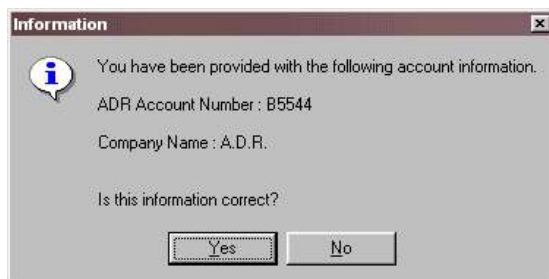 Information
You have been provided with the following account information.
ADR Account Number : B5544
Company Name : A.D.R.
Is this information correct?
Yes
No